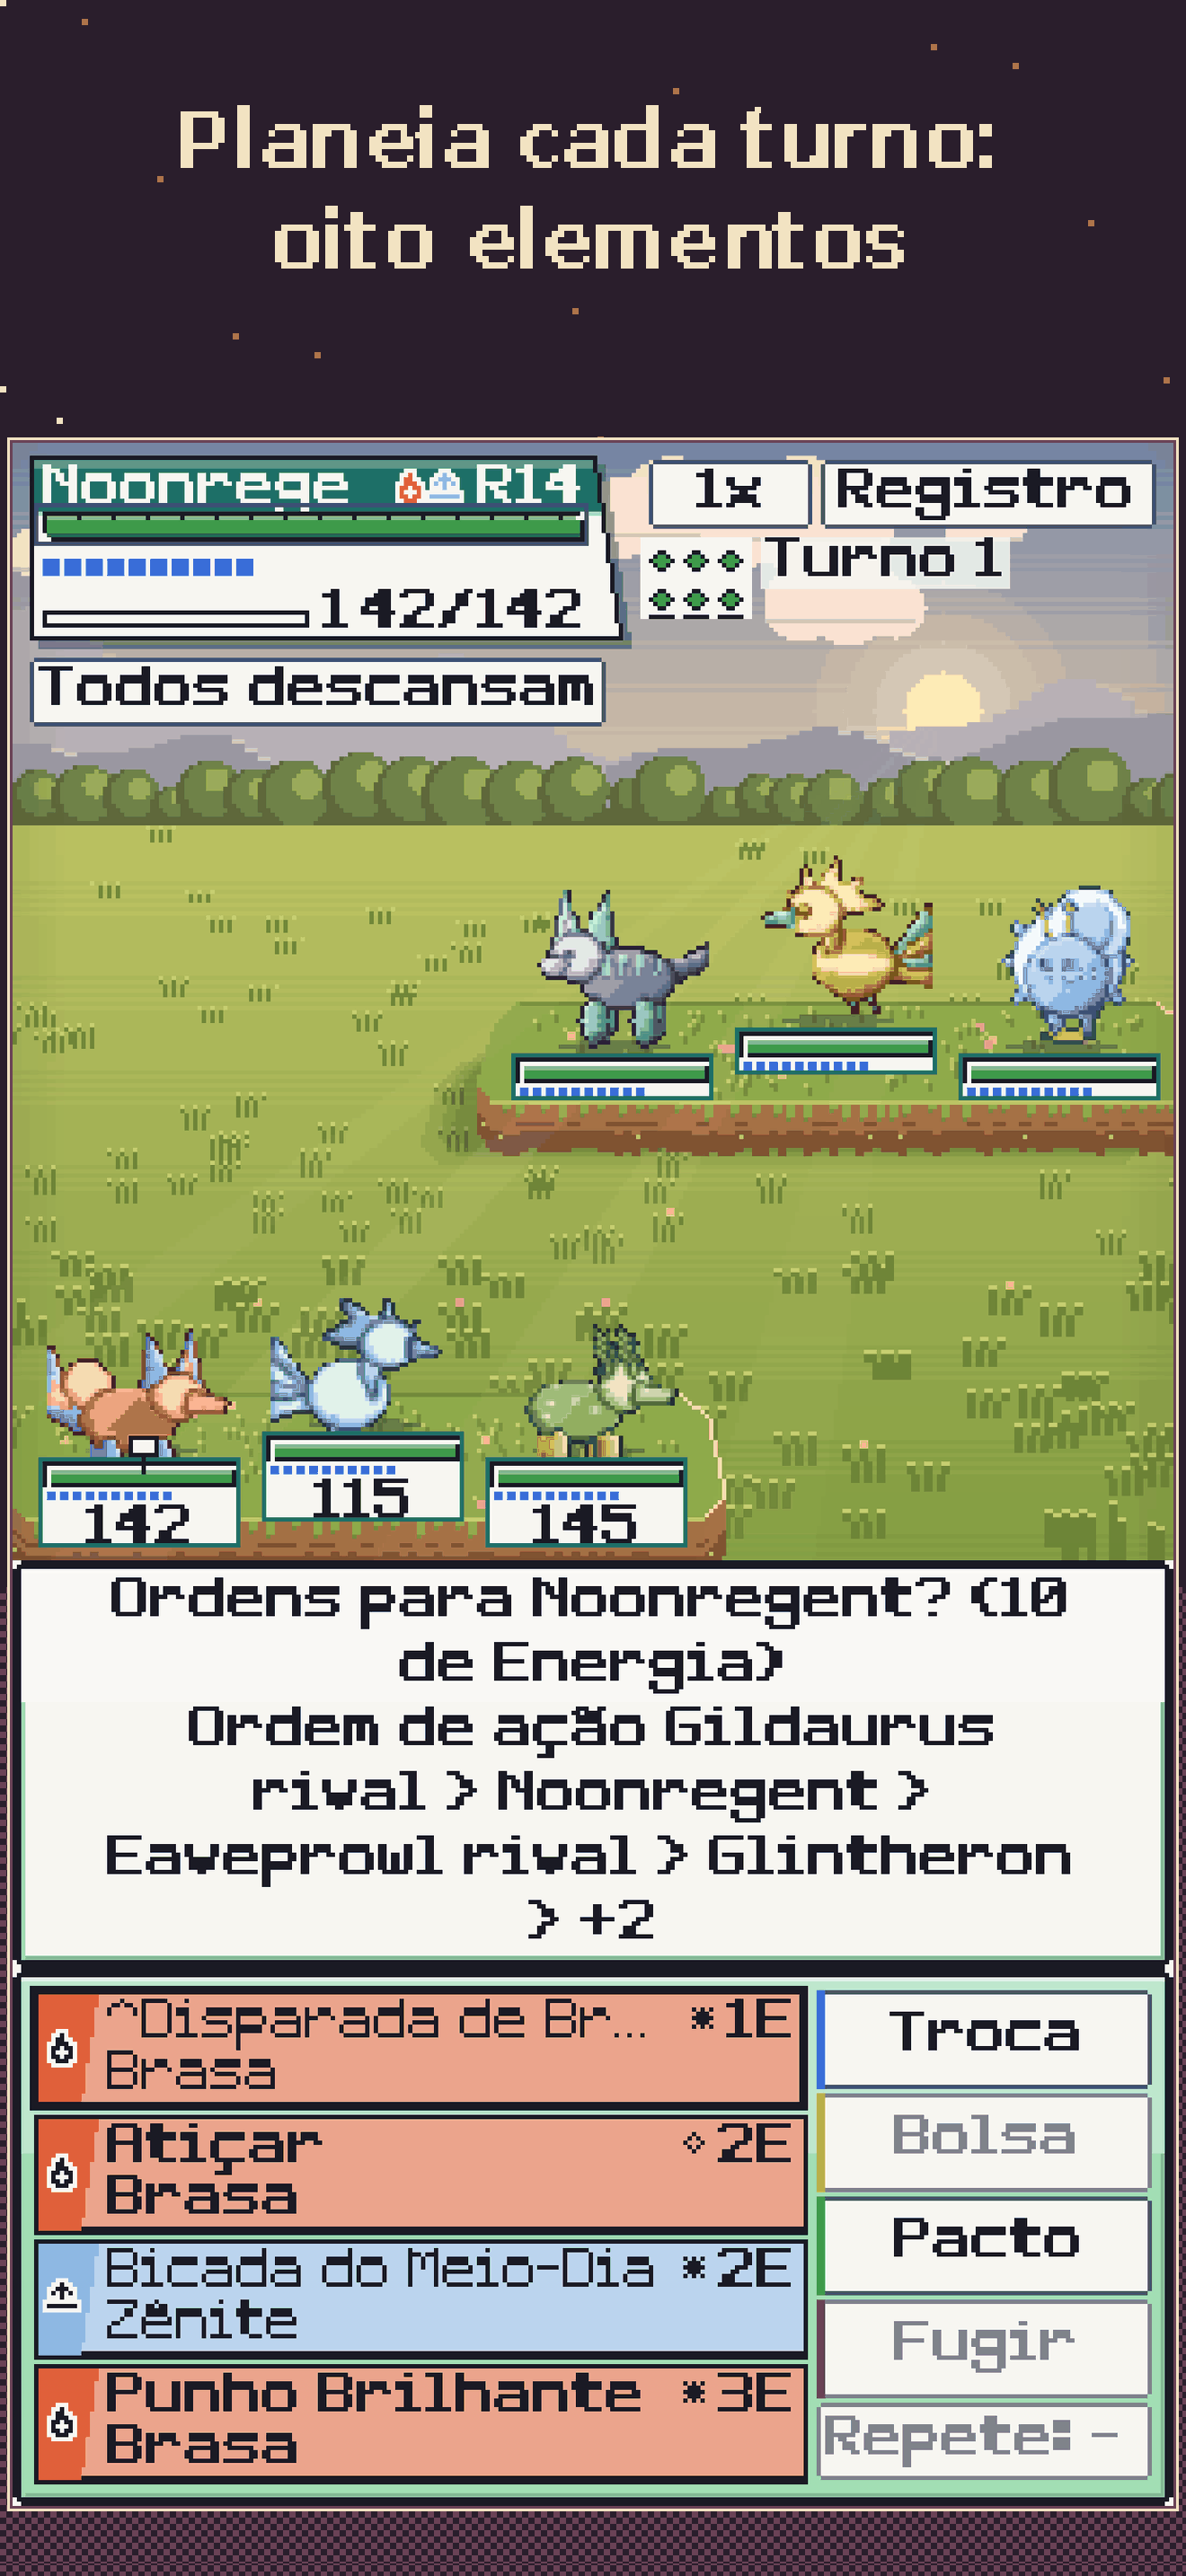 Planeia cada turno:
oito elementos
Noonrege R14
1x
Registro
Turno 1
142/142
Todos descansam
142
115
145
Ordens para Noonregent? (10
de Energia)
Ordem de ação Gildaurus
rival > Noonregent >
Eaveprowl rival > Glintheron
> +2
^Disparada de Br... *1E
Brasa
Troca
Atiçar ◇2E
Brasa
Bolsa
Bicada do Meio-Dia *2E
Zênite
Pacto
Punho Brilhante *3E
Brasa
Fugir
Repete: -